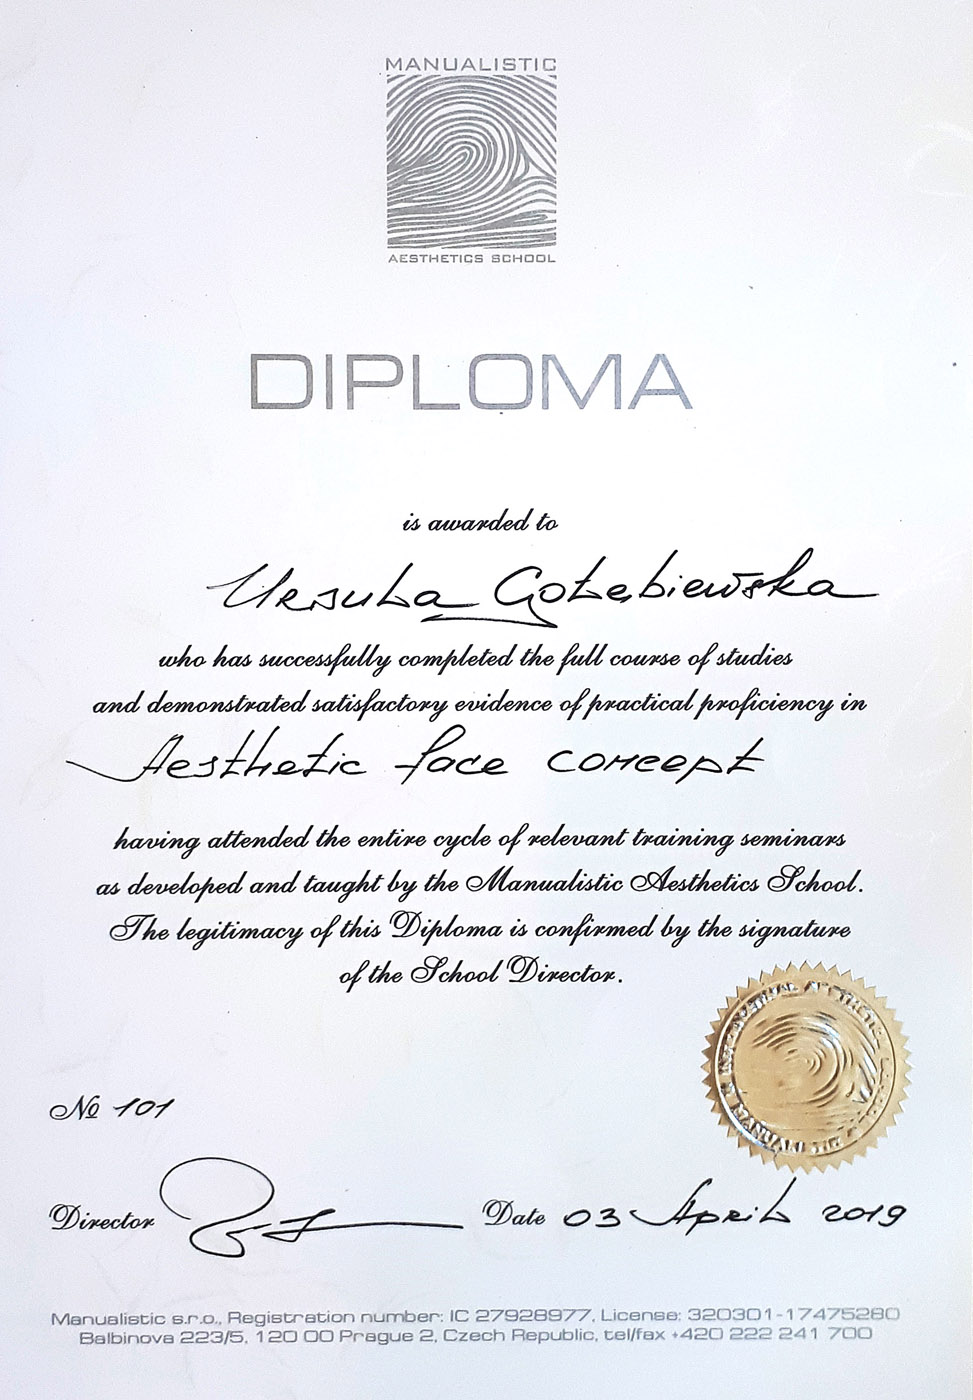 MANUALISTIC
AESTHETICS SCHOOL
DIPLOMA
is awarded to
Ursula Gołębiewska
who has successfully completed the full course of studies
and demonstrated satisfactory evidence of practical proficiency in
Aesthetic face concept
having attended the entire cycle of relevant training seminars
as developed and taught by the Manualistic Aesthetics School.
The legitimacy of this Diploma is confirmed by the signature
of the School Director.
№ 101
Director
Date 03 April 2019
Manualistic s.r.o., Registration number: IC 27928977, License: 320301-17475280
Balbinova 223/5, 120 00 Prague 2, Czech Republic, tel/fax +420 222 241 700